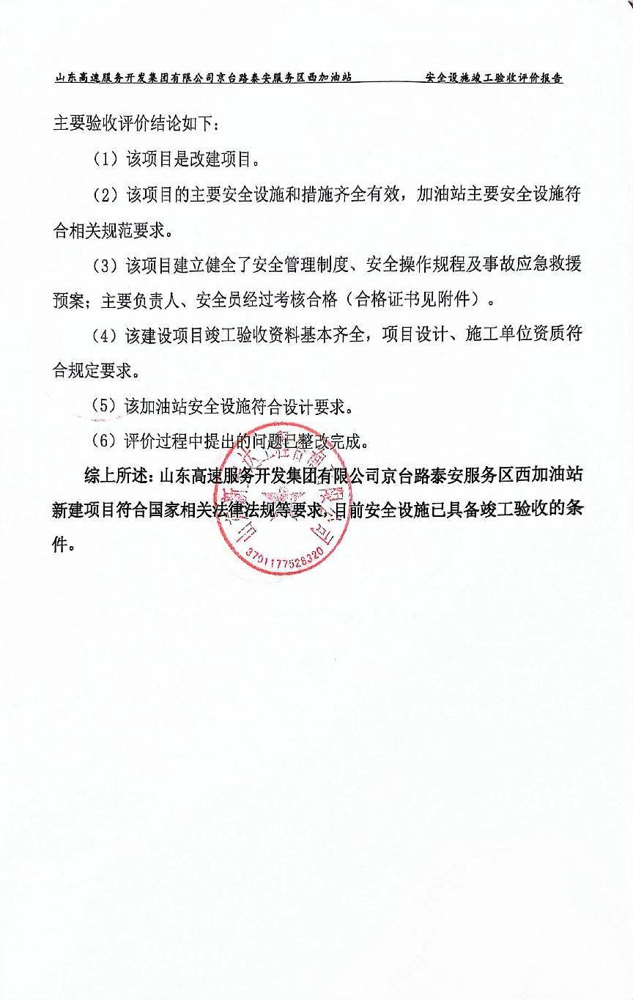 山东高速服务开发集团有限公司京台路泰安服务区西加油站 安全设施竣工验收评价报告
主要验收评价结论如下：
（1）该项目是改建项目。
（2）该项目的主要安全设施和措施齐全有效，加油站主要安全设施符
合相关规范要求。
（3）该项目建立健全了安全管理制度、安全操作规程及事故应急救援
预案；主要负责人、安全员经过考核合格（合格证书见附件）。
（4）该建设项目竣工验收资料基本齐全，项目设计、施工单位资质符
合规定要求。
（5）该加油站安全设施符合设计要求。
（6）评价过程中提出的问题已整改完成。
综上所述：山东高速服务开发集团有限公司京台路泰安服务区西加油站
新建项目符合国家相关法律法规等要求，目前安全设施已具备竣工验收的条
件。
3701177526320